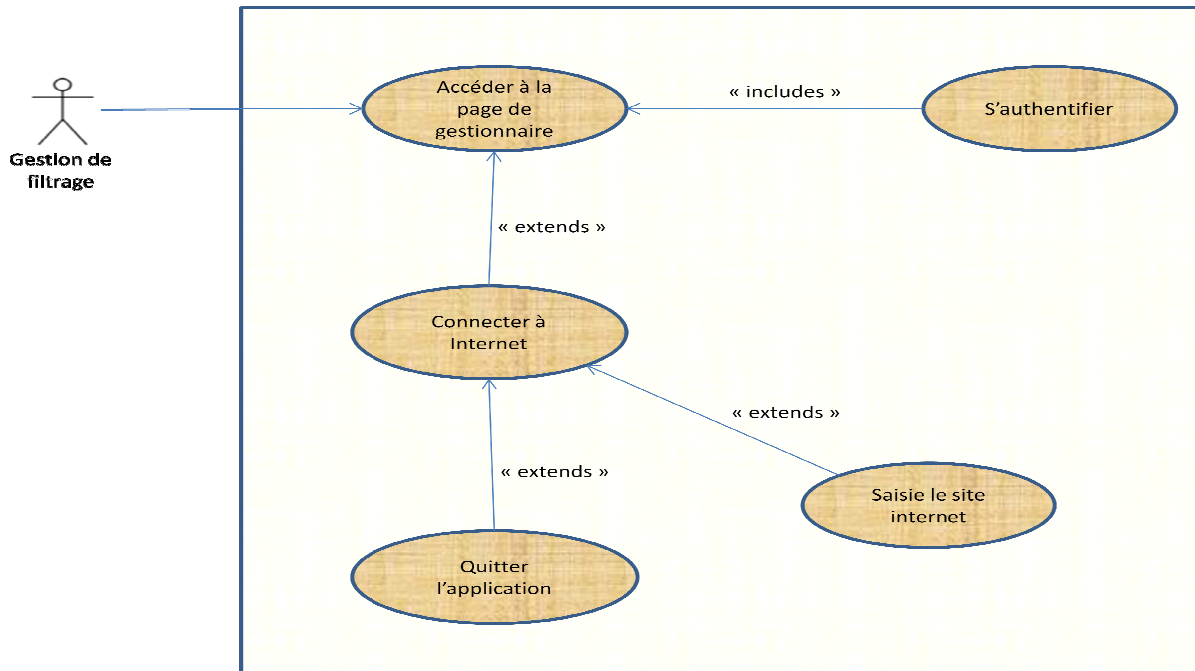 Accéder à la
page de
gestionnaire
« includes »
S'authentifier
Gestion de
filtrage
« extends »
Connecter à
Internet
« extends »
« extends »
Saisie le site
internet
Quitter
l'application